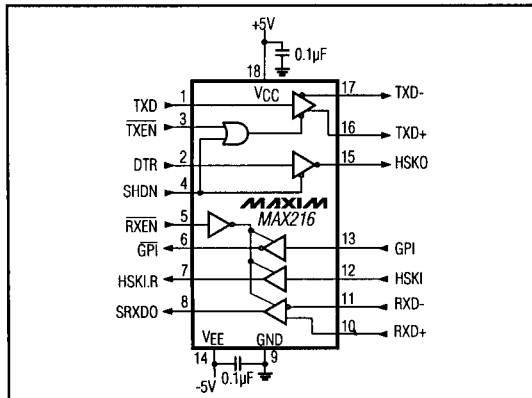 +5V
0.1µF
18
VCC
TXD 1
17 TXD-
TXEN 3
16 TXD+
DTR 2
15 HSKO
SHDN 4
MAXIM
MAX216
RXEN 5
GPI 6
13 GPI
HSKI.R 7
12 HSKI
SRXDO 8
11 RXD-
10 RXD+
VEE GND
14 9
0.1µF
-5V